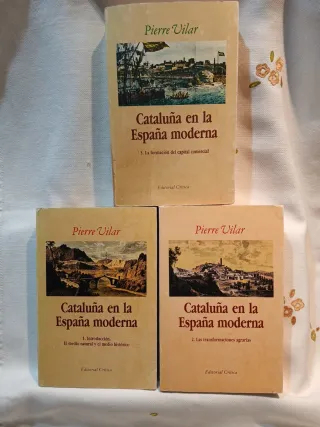 Pierre Vilar
Cataluña en la
España moderna
3. La formación del capital comercial
Editorial Crítica
Pierre Vilar
Cataluña en la
España moderna
1. Introducción.
El medio natural y el medio histórico
Editorial Crítica
Pierre Vilar
Cataluña en la
España moderna
2. Las transformaciones agrarias
Editorial Crítica